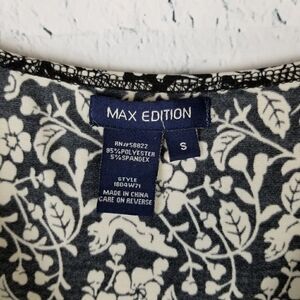 MAX EDITION
S
RN#58822
95%POLYESTER
5%SPANDEX
STYLE
1804W71
MADE IN CHINA
CARE ON REVERSE